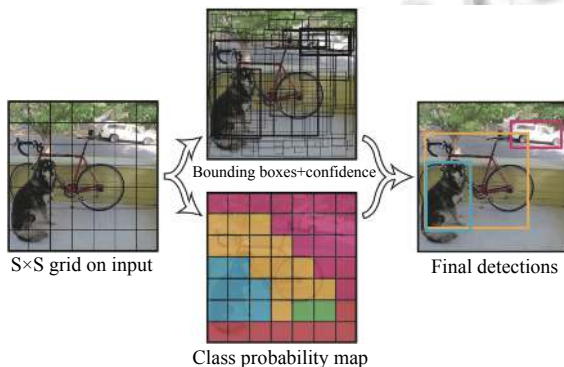 Bounding boxes+confidence
S×S grid on input
Final detections
Class probability map